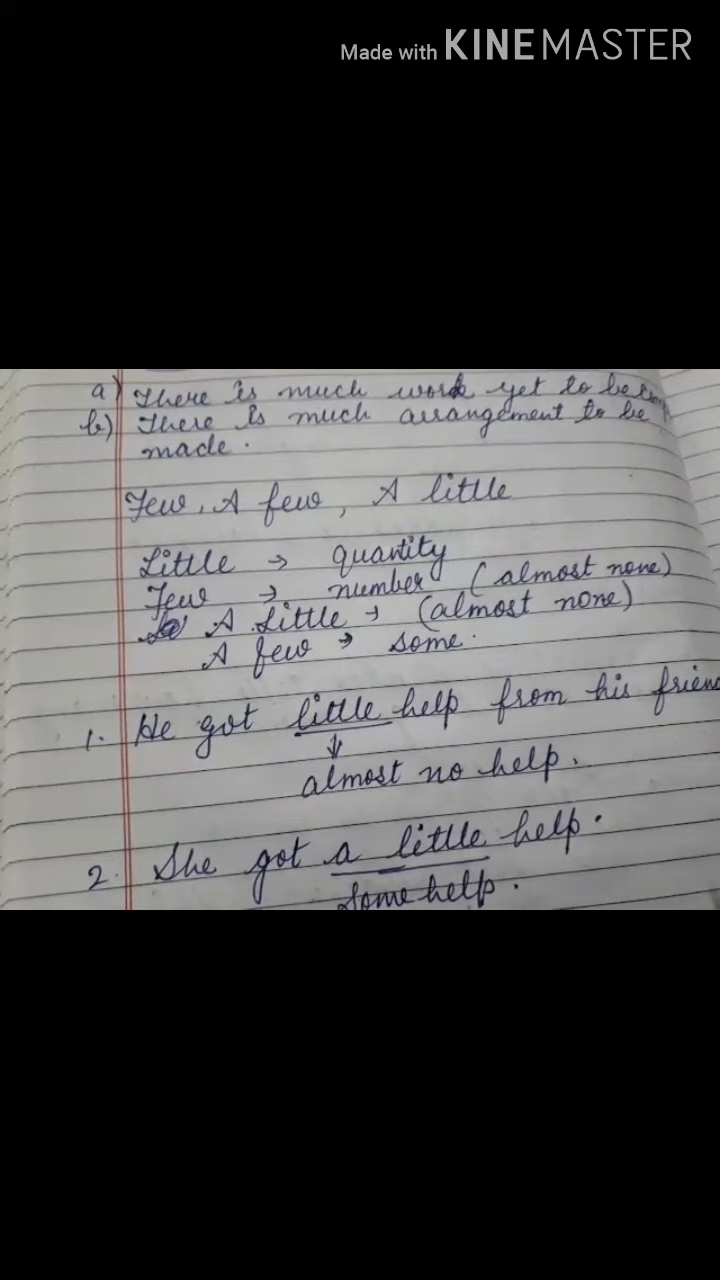 Made with KINEMASTER
a) There is much work yet to be
b) There is much arrangement to be
made.
Few, A few, A little
Little → quantity
Few → number (almost none)
A Little → (almost none)
A few → some.
1. He got little help from his frien
↓
almost no help.
2. She got a little help.
some help.